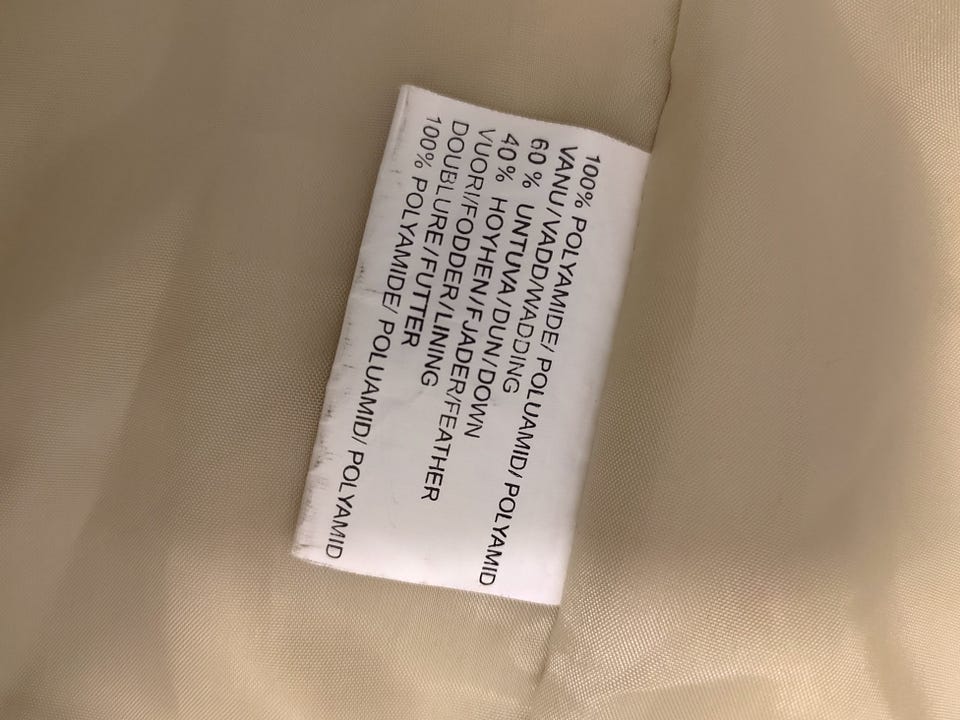 100% POLYAMIDE/ POLUAMID/ POLYAMID
VANU/VADD/WADDING
60 % UNTUVA/DUN/DOWN
40 % HOYHEN/FJADER/FEATHER
VUORI/FODDER/LINING
DOUBLURE/FUTTER
100% POLYAMIDE/ POLUAMID/ POLYAMID